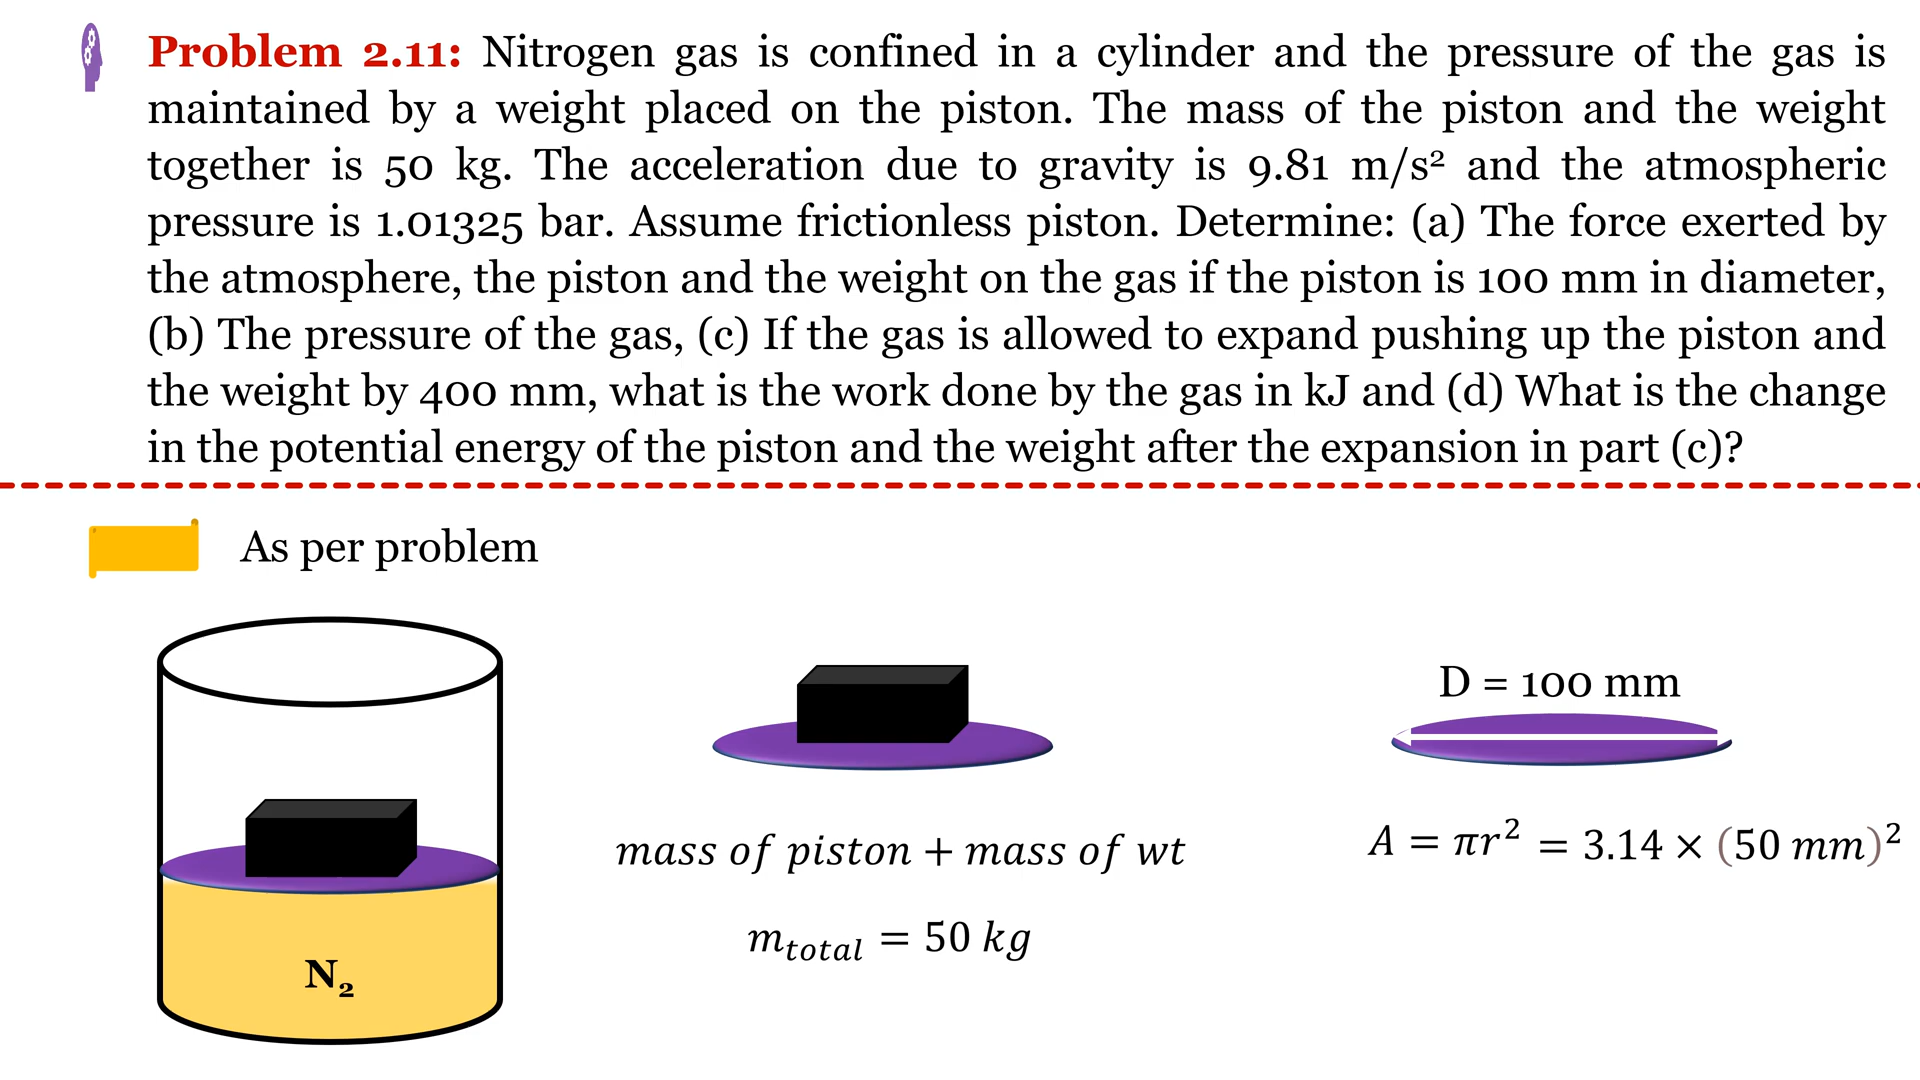 Problem 2.11: Nitrogen gas is confined in a cylinder and the pressure of the gas is
maintained by a weight placed on the piston. The mass of the piston and the weight
together is 50 kg. The acceleration due to gravity is 9.81 m/s² and the atmospheric
pressure is 1.01325 bar. Assume frictionless piston. Determine: (a) The force exerted by
the atmosphere, the piston and the weight on the gas if the piston is 100 mm in diameter,
(b) The pressure of the gas, (c) If the gas is allowed to expand pushing up the piston and
the weight by 400 mm, what is the work done by the gas in kJ and (d) What is the change
in the potential energy of the piston and the weight after the expansion in part (c)?
As per problem
D = 100 mm
mass of piston + mass of wt
A = πr² = 3.14 × (50 mm)²
m_total = 50 kg
N₂